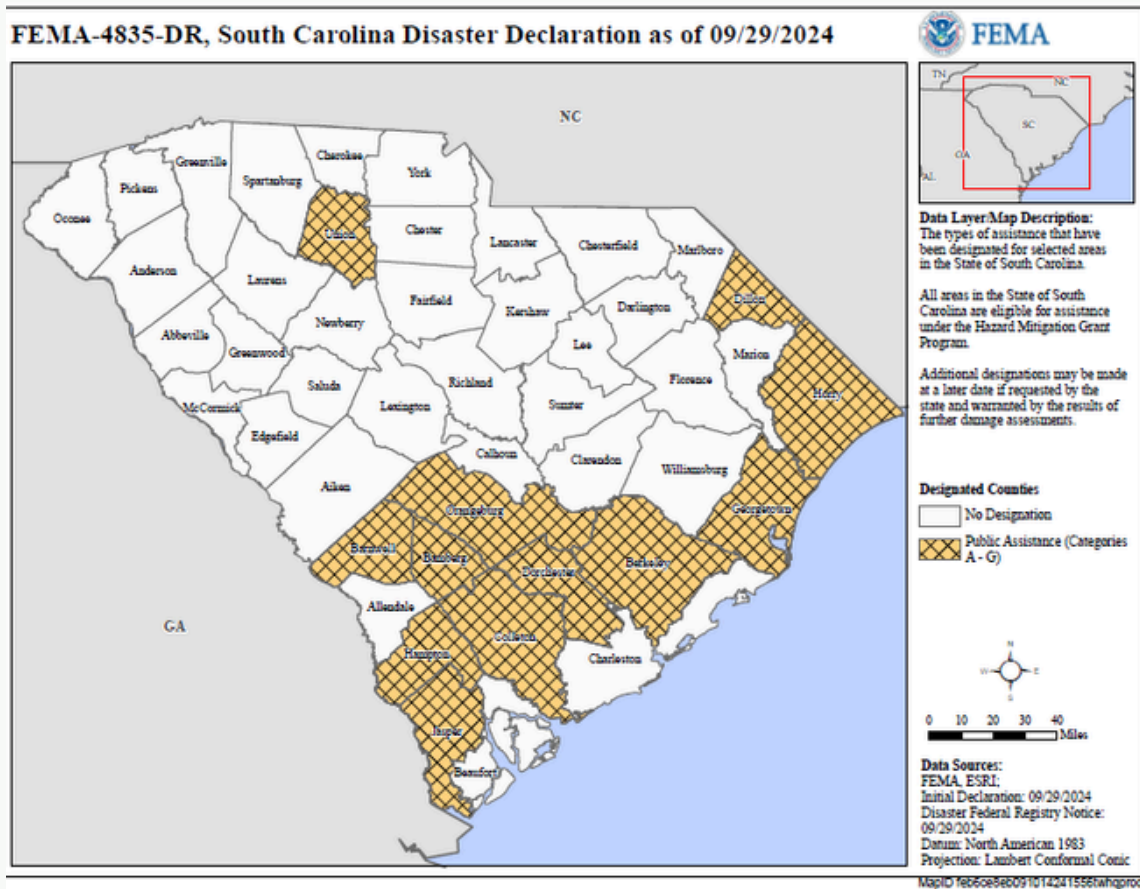 FEMA-4835-DR, South Carolina Disaster Declaration as of 09/29/2024
FEMA
TN
NC
SC
GA
AL
NC
Cherokee
Greenville
York
Spartanburg
Pickens
Oconee
Union
Chester
Lancaster
Chesterfield
Marlboro
Anderson
Laurens
Dillon
Fairfield
Kershaw
Darlington
Newberry
Abbeville
Greenwood
Lee
Marion
Saluda
Richland
Florence
Horry
McCormick
Lexington
Sumter
Edgefield
Calhoun
Clarendon
Williamsburg
Aiken
Orangeburg
Georgetown
Barnwell
Bamberg
Dorchester
Berkeley
Allendale
GA
Colleton
Hampton
Charleston
Jasper
Beaufort
Data Layer/Map Description:
The types of assistance that have
been designated for selected areas
in the State of South Carolina.
All areas in the State of South
Carolina are eligible for assistance
under the Hazard Mitigation Grant
Program.
Additional designations may be made
at a later date if requested by the
state and warranted by the results of
further damage assessments.
Designated Counties
No Designation
Public Assistance (Categories
A - G)
N
W
E
S
0 10 20 30 40
Miles
Data Sources:
FEMA, ESRI;
Initial Declaration: 09/29/2024
Disaster Federal Registry Notice:
09/29/2024
Datum: North American 1983
Projection: Lambert Conformal Conic